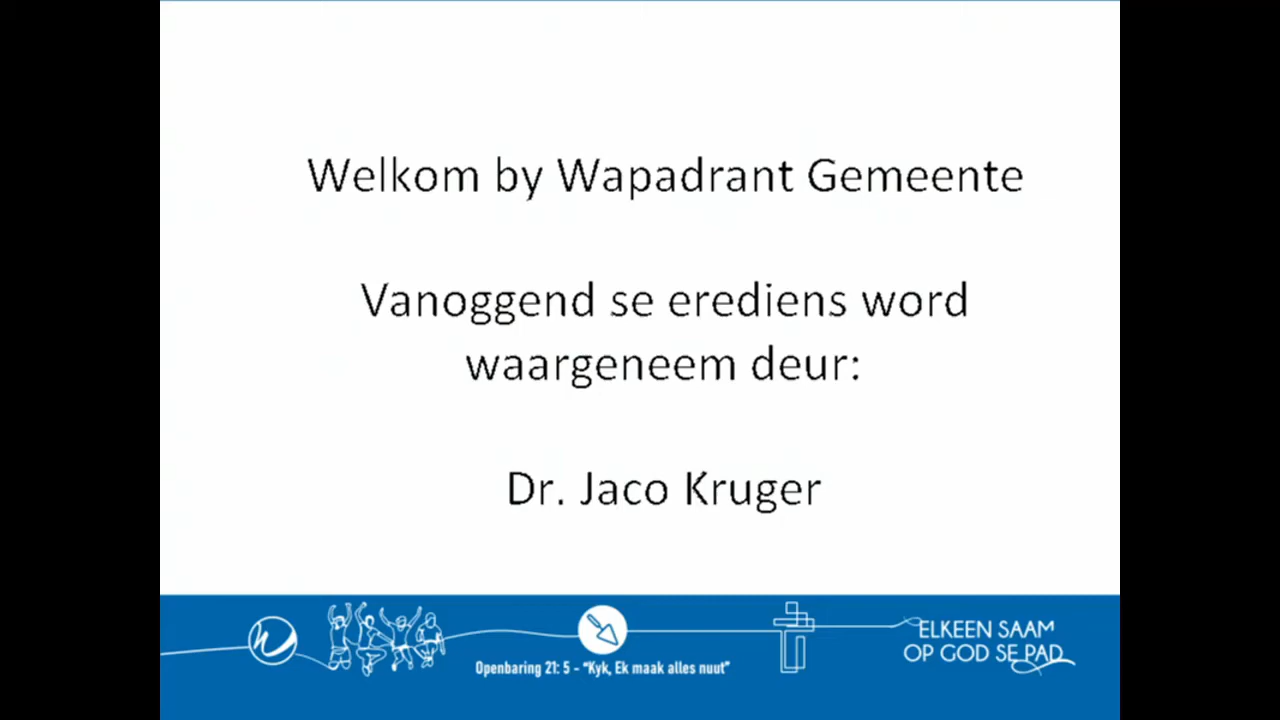 Welkom by Wapadrant Gemeente
Vanoggend se erediens word
waargeneem deur:
Dr. Jaco Kruger
Openbaring 21: 5 - “Kyk, Ek maak alles nuut”
ELKEEN SAAM
OP GOD SE PAD